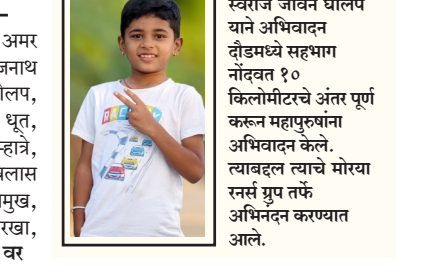 अमर
जनाथ
ोलप,
धूत,
म्हात्रे,
लास
मुख,
रखा,
वर
स्वराज जीवन घोलप
याने अभिवादन
दौडमध्ये सहभाग
नोंदवत १०
किलोमीटरचे अंतर पूर्ण
करून महापुरुषांना
अभिवादन केले.
त्याबद्दल त्याचे मोरया
रनर्स ग्रुप तर्फे
अभिनंदन करण्यात
आले.